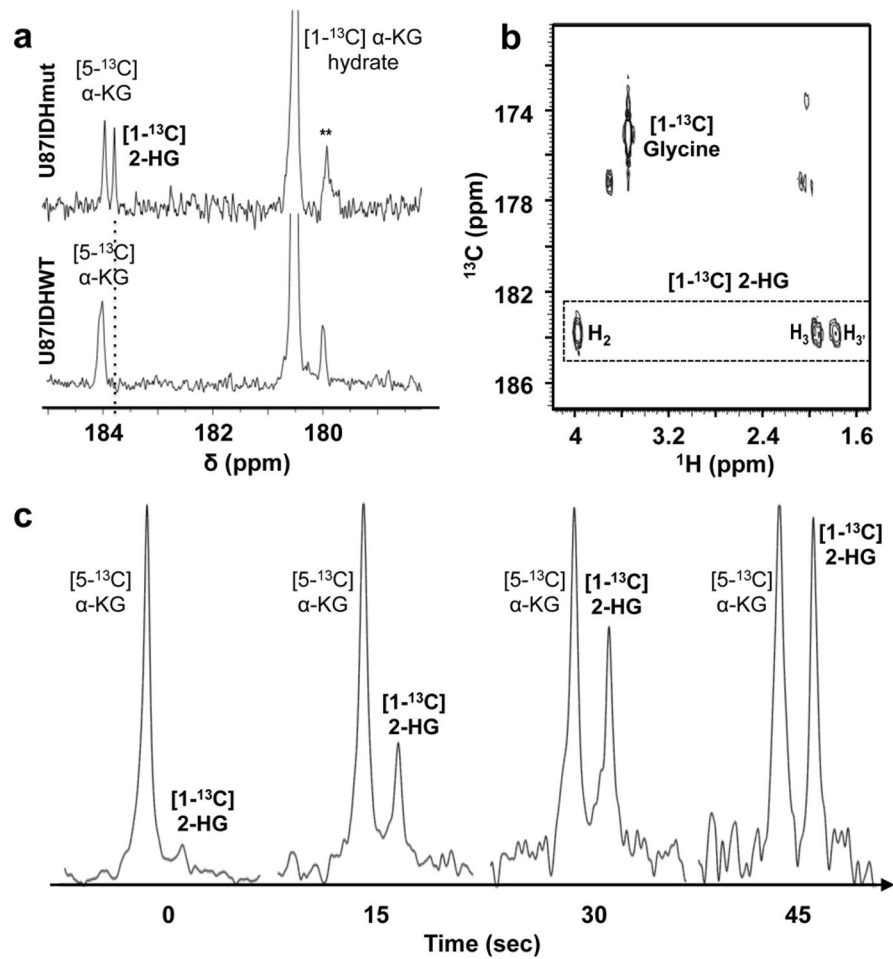 a
U87IDHmut
[5-¹³C]
α-KG
[1-¹³C]
2-HG
[1-¹³C] α-KG
hydrate
**
U87IDHWT
[5-¹³C]
α-KG
184
182
180
δ (ppm)
b
174
178
182
186
¹³C (ppm)
[1-¹³C]
Glycine
[1-¹³C] 2-HG
H₂
H₃
H₃'
4
3.2
2.4
1.6
¹H (ppm)
c
[5-¹³C]
α-KG
[1-¹³C]
2-HG
[5-¹³C]
α-KG
[1-¹³C]
2-HG
[5-¹³C]
α-KG
[1-¹³C]
2-HG
[5-¹³C]
α-KG
[1-¹³C]
2-HG
0
15
30
45
Time (sec)